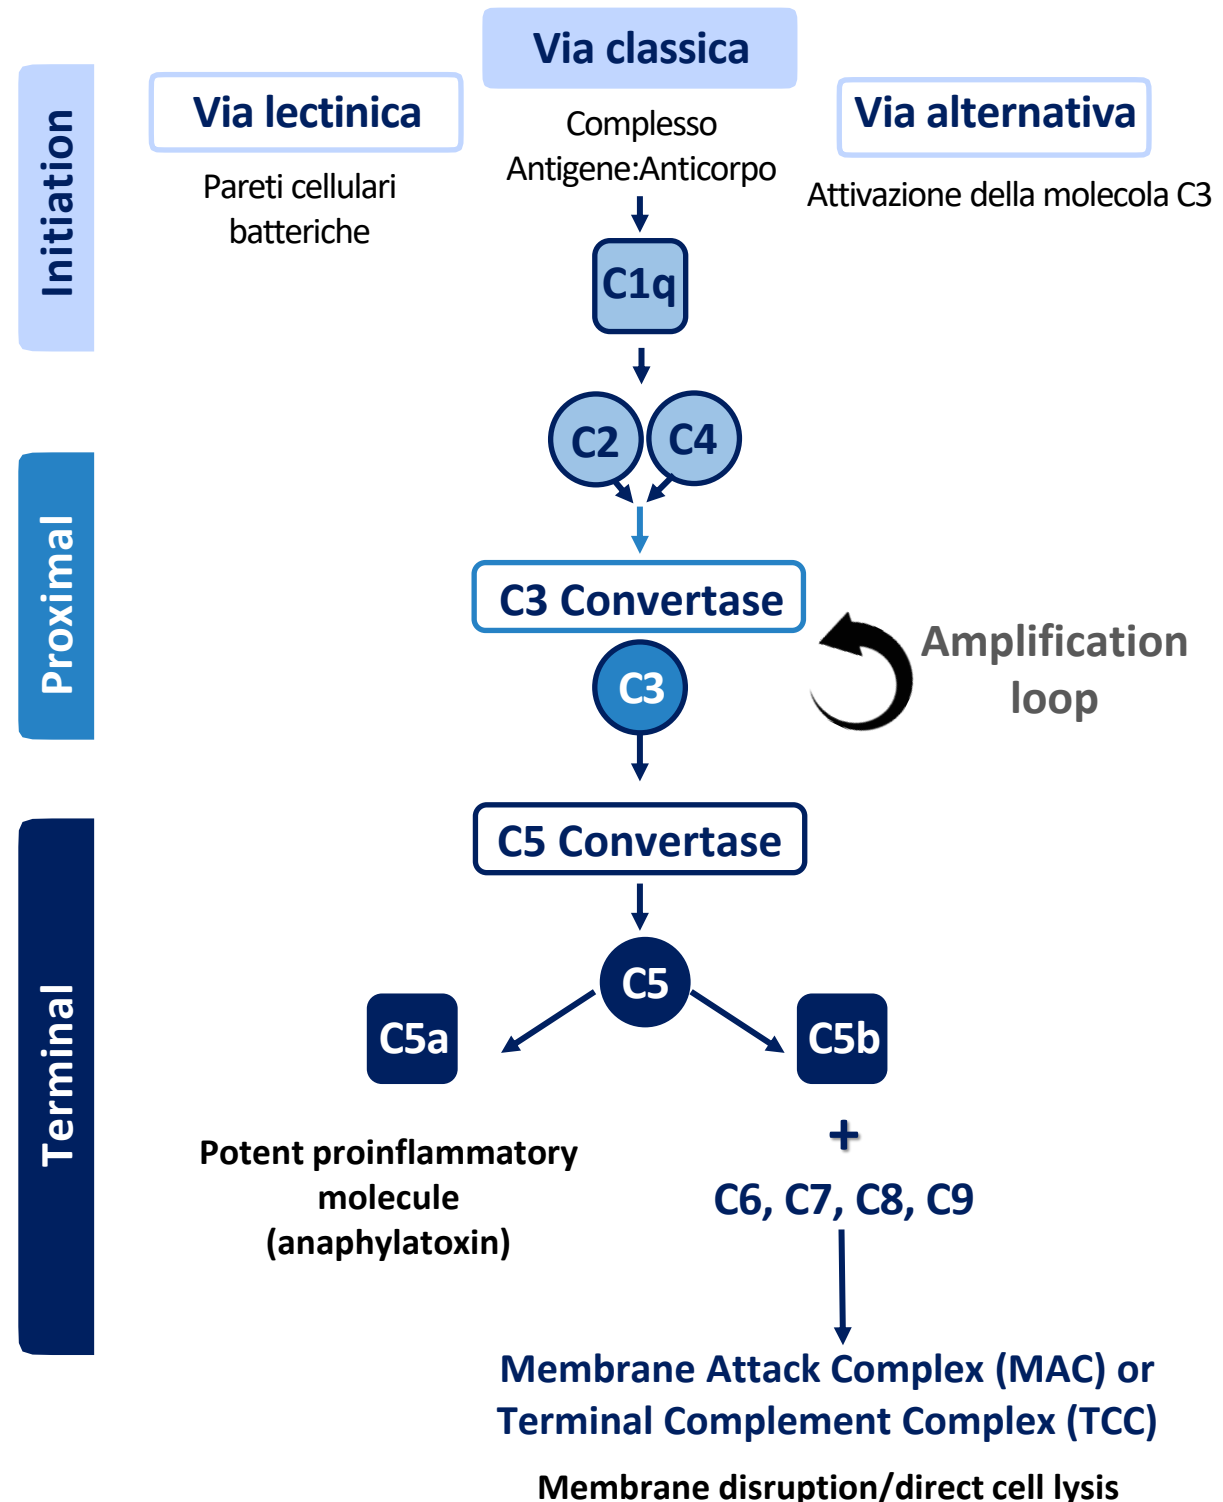 Initiation
Via lectinica
Pareti cellulari
batteriche
Via classica
Complesso
Antigene:Anticorpo
Via alternativa
Attivazione della molecola C3
C1q
C2
C4
Proximal
C3 Convertase
C3
Amplification
loop
Terminal
C5 Convertase
C5
C5a
C5b
Potent proinflammatory
molecule
(anaphylatoxin)
+
C6, C7, C8, C9
Membrane Attack Complex (MAC) or
Terminal Complement Complex (TCC)
Membrane disruption/direct cell lysis